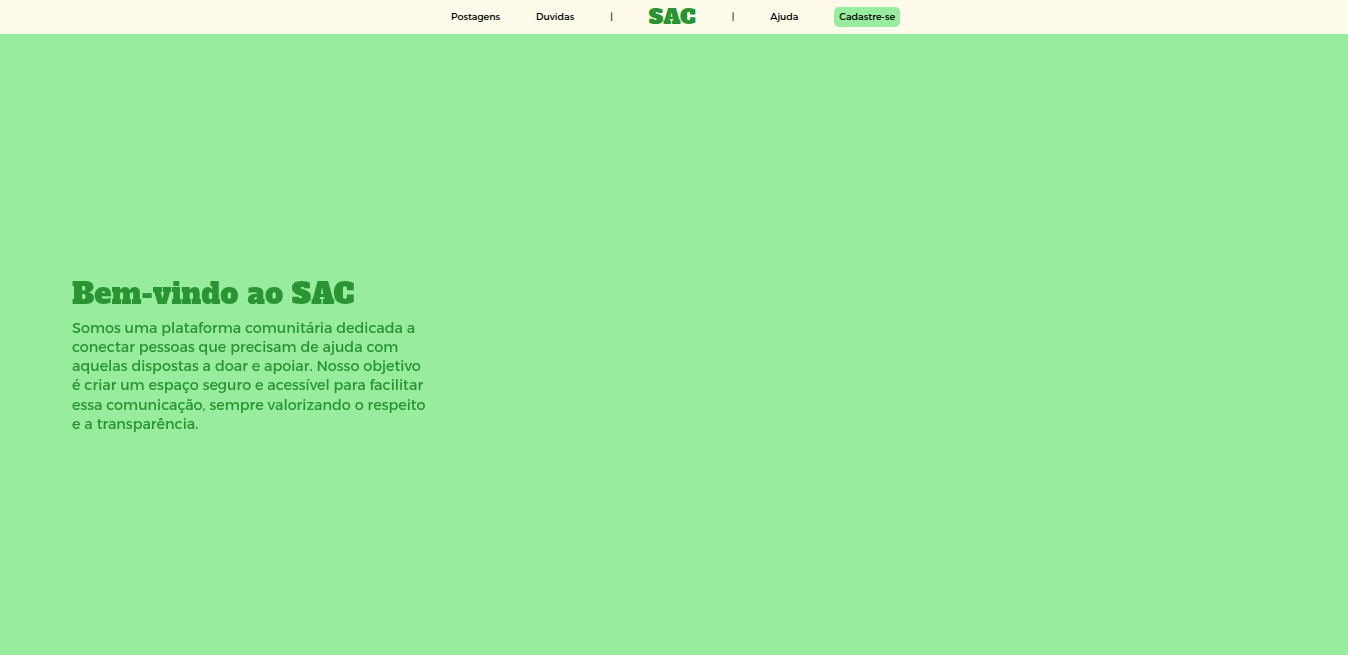 Postagens Duvidas | SAC | Ajuda Cadastre-se
Bem-vindo ao SAC
Somos uma plataforma comunitária dedicada a
conectar pessoas que precisam de ajuda com
aquelas dispostas a doar e apoiar. Nosso objetivo
é criar um espaço seguro e acessível para facilitar
essa comunicação, sempre valorizando o respeito
e a transparência.